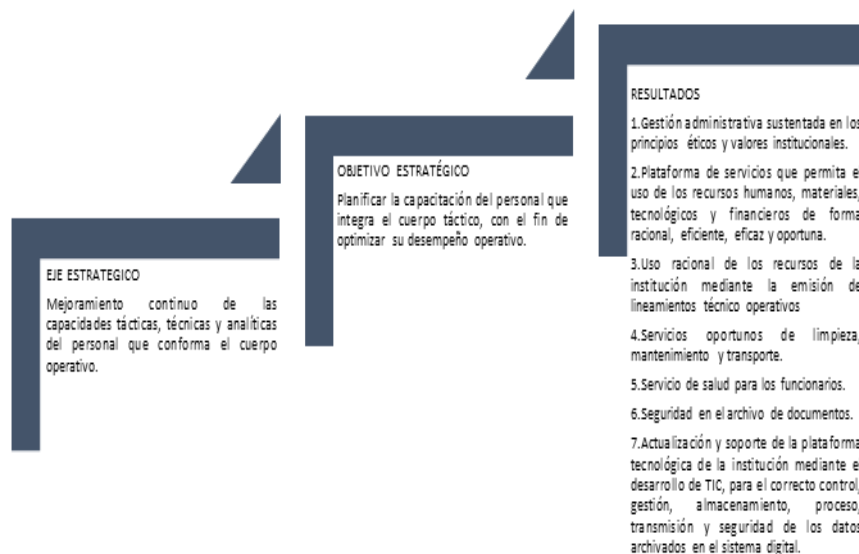 EJE ESTRATEGICO
Mejoramiento continuo de las
capacidades tácticas, técnicas y analíticas
del personal que conforma el cuerpo
operativo.
OBJETIVO ESTRATÉGICO
Planificar la capacitación del personal que
integra el cuerpo táctico, con el fin de
optimizar su desempeño operativo.
RESULTADOS
1.Gestión administrativa sustentada en los
principios éticos y valores institucionales.
2.Plataforma de servicios que permita e
uso de los recursos humanos, materiales,
tecnológicos y financieros de forma
racional, eficiente, eficaz y oportuna.
3.Uso racional de los recursos de la
institución mediante la emisión de
lineamientos técnico operativos
4.Servicios oportunos de limpieza,
mantenimiento y transporte.
5.Servicio de salud para los funcionarios.
6.Seguridad en el archivo de documentos.
7.Actualización y soporte de la plataforma
tecnológica de la institución mediante e
desarrollo de TIC, para el correcto control,
gestión, almacenamiento, proceso,
transmisión y seguridad de los datos
archivados en el sistema digital.